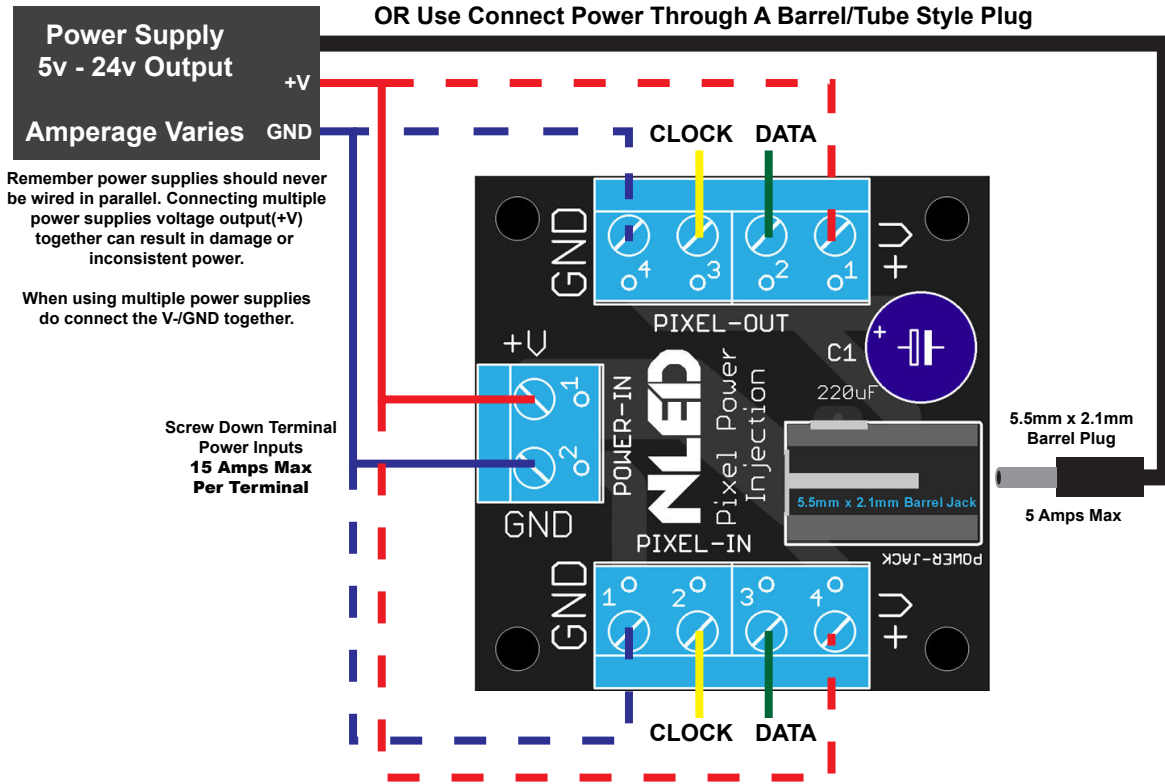 OR Use Connect Power Through A Barrel/Tube Style Plug
Power Supply
5v - 24v Output
+V
Amperage Varies
GND
Remember power supplies should never
be wired in parallel. Connecting multiple
power supplies voltage output(+V)
together can result in damage or
inconsistent power.
When using multiple power supplies
do connect the V-/GND together.
CLOCK DATA
GND
4
3
2
1
+V
PIXEL-OUT
+V
1
2
POWER-IN
GND
Screw Down Terminal
Power Inputs
15 Amps Max
Per Terminal
NLED
Pixel Power
Injection
+
C1
220uF
5.5mm x 2.1mm Barrel Jack
POWER-JACK
5.5mm x 2.1mm
Barrel Plug
5 Amps Max
PIXEL-IN
GND
1
2
3
4
+V
CLOCK DATA